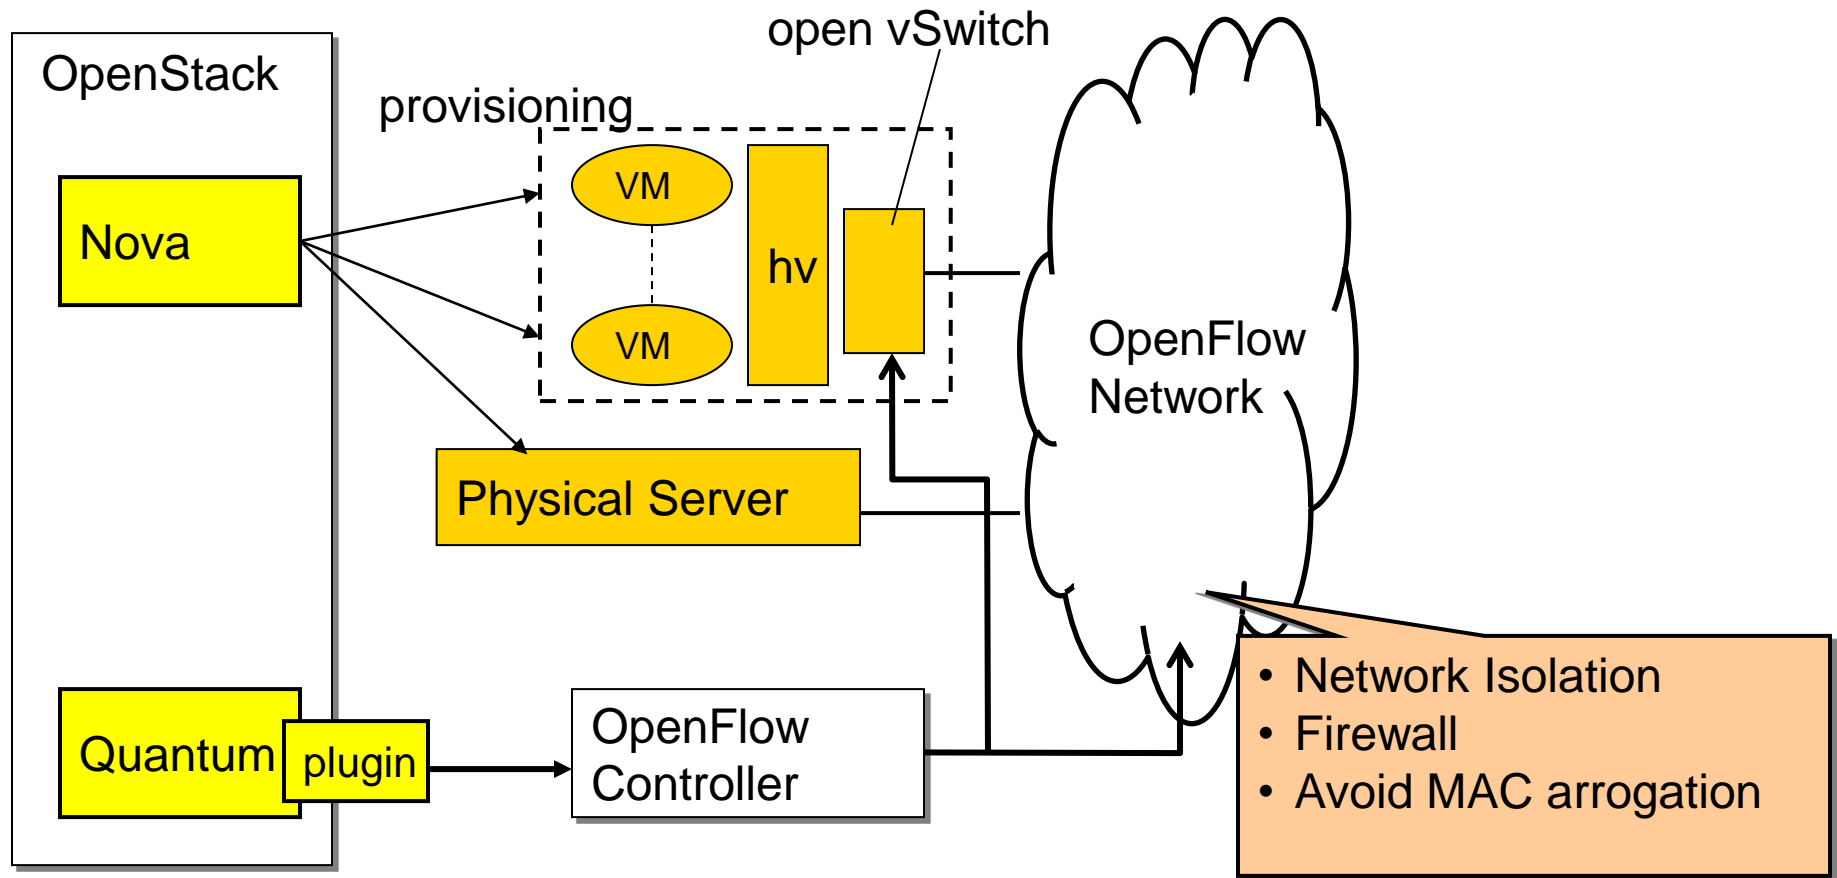 open vSwitch
OpenStack
provisioning
VM
Nova
hv
VM
OpenFlow
Network
Physical Server
• Network Isolation
• Firewall
• Avoid MAC arrogation
Quantum
plugin
OpenFlow
Controller